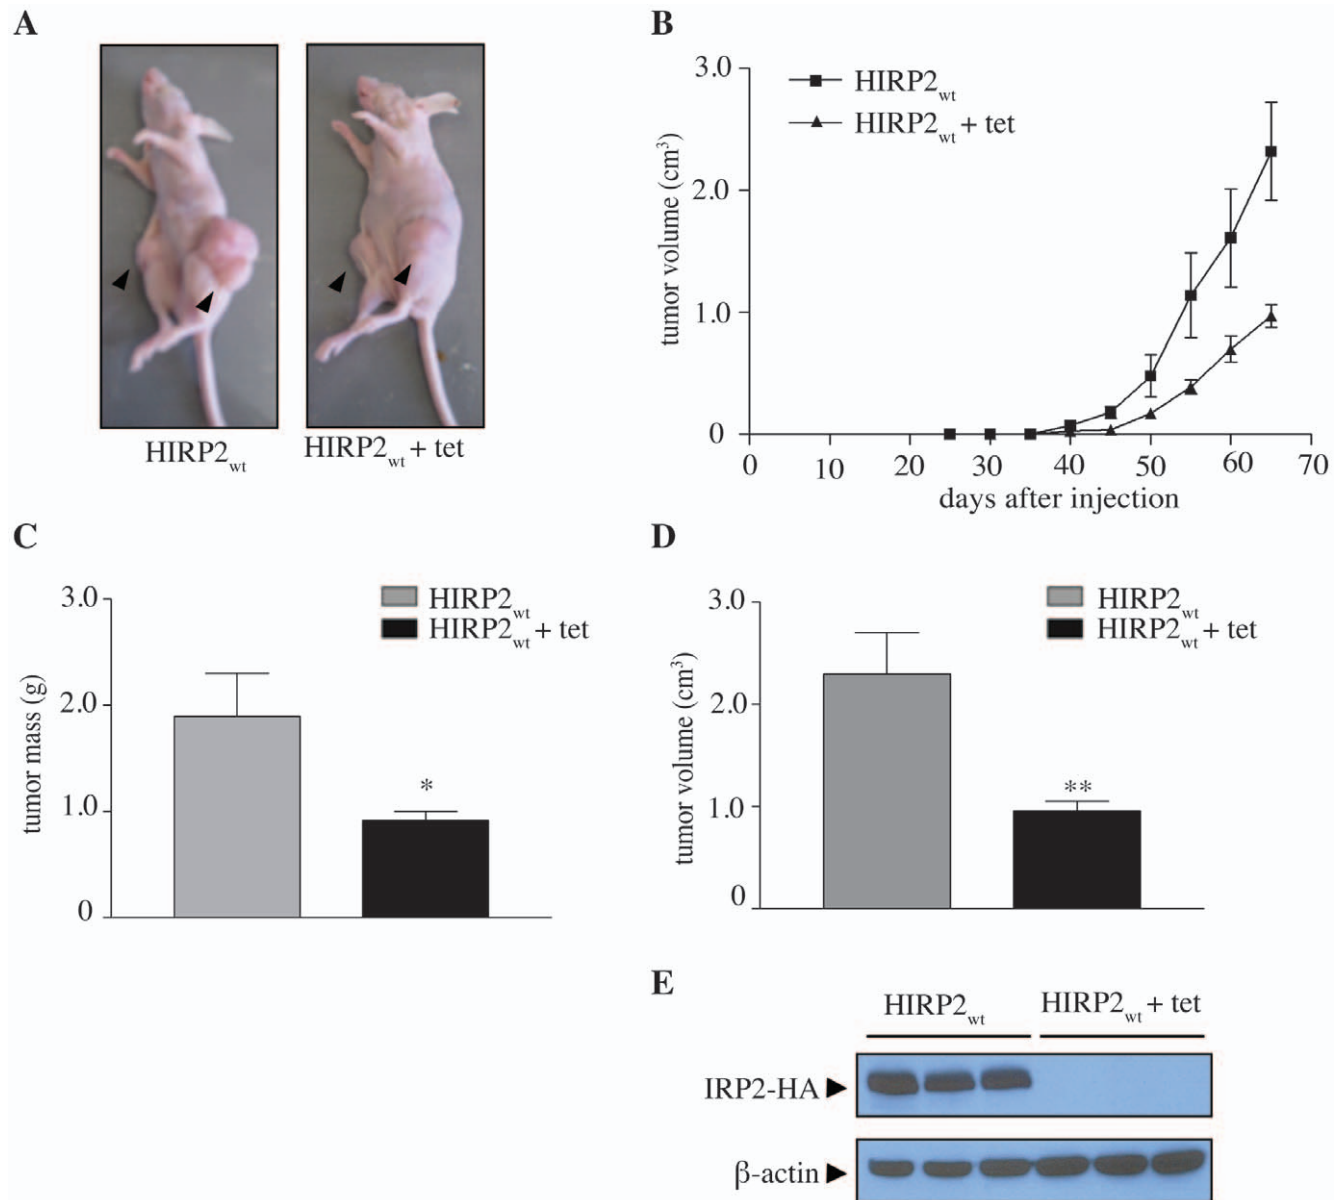 A
HIRP2wt
HIRP2wt + tet
B
3.0
2.0
1.0
0
tumor volume (cm³)
HIRP2wt
HIRP2wt + tet
0 10 20 30 40 50 60 70
days after injection
C
3.0
2.0
1.0
0
tumor mass (g)
HIRP2wt
HIRP2wt + tet
*
D
3.0
2.0
1.0
0
tumor volume (cm³)
HIRP2wt
HIRP2wt + tet
**
E
HIRP2wt HIRP2wt + tet
IRP2-HA
β-actin